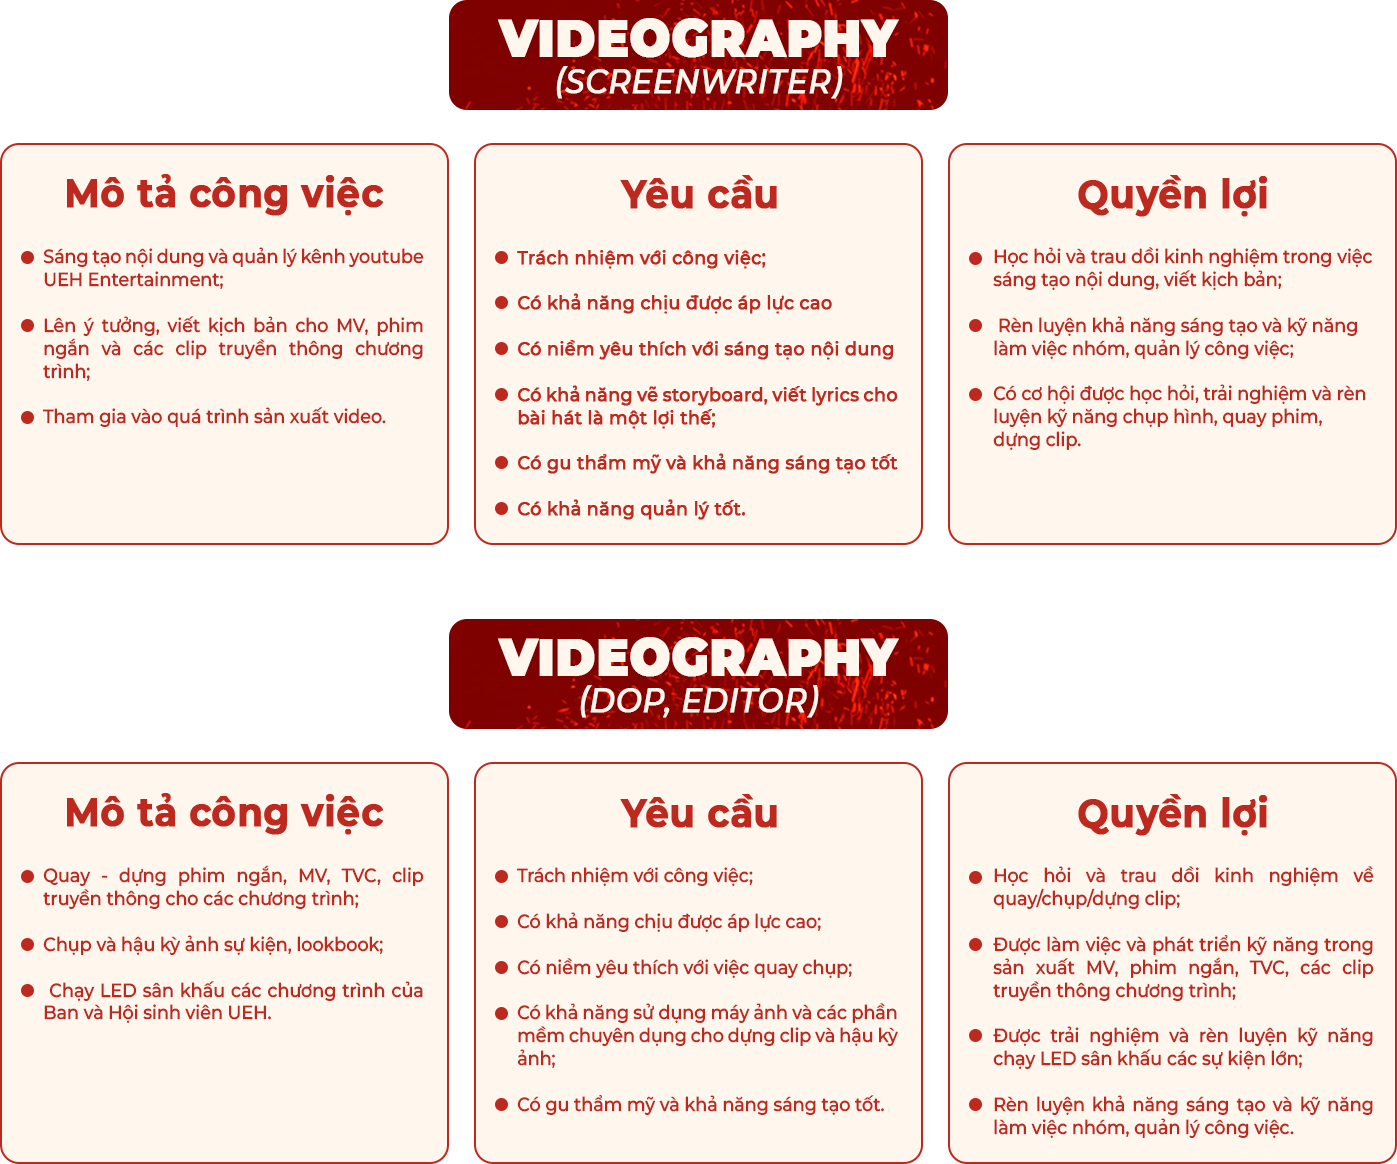 VIDEOGRAPHY
(SCREENWRITER)
Mô tả công việc
Sáng tạo nội dung và quản lý kênh youtube
UEH Entertainment;
Lên ý tưởng, viết kịch bản cho MV, phim
ngắn và các clip truyền thông chương
trình;
Tham gia vào quá trình sản xuất video.
Yêu cầu
Trách nhiệm với công việc;
Có khả năng chịu được áp lực cao
Có niềm yêu thích với sáng tạo nội dung
Có khả năng vẽ storyboard, viết lyrics cho
bài hát là một lợi thế;
Có gu thẩm mỹ và khả năng sáng tạo tốt
Có khả năng quản lý tốt.
Quyền lợi
Học hỏi và trau dồi kinh nghiệm trong việc
sáng tạo nội dung, viết kịch bản;
Rèn luyện khả năng sáng tạo và kỹ năng
làm việc nhóm, quản lý công việc;
Có cơ hội được học hỏi, trải nghiệm và rèn
luyện kỹ năng chụp hình, quay phim,
dựng clip.
VIDEOGRAPHY
(DOP, EDITOR)
Mô tả công việc
Quay - dựng phim ngắn, MV, TVC, clip
truyền thông cho các chương trình;
Chụp và hậu kỳ ảnh sự kiện, lookbook;
Chạy LED sân khấu các chương trình của
Ban và Hội sinh viên UEH.
Yêu cầu
Trách nhiệm với công việc;
Có khả năng chịu được áp lực cao;
Có niềm yêu thích với việc quay chụp;
Có khả năng sử dụng máy ảnh và các phần
mềm chuyên dụng cho dựng clip và hậu kỳ
ảnh;
Có gu thẩm mỹ và khả năng sáng tạo tốt.
Quyền lợi
Học hỏi và trau dồi kinh nghiệm về
quay/chụp/dựng clip;
Được làm việc và phát triển kỹ năng trong
sản xuất MV, phim ngắn, TVC, các clip
truyền thông chương trình;
Được trải nghiệm và rèn luyện kỹ năng
chạy LED sân khấu các sự kiện lớn;
Rèn luyện khả năng sáng tạo và kỹ năng
làm việc nhóm, quản lý công việc.